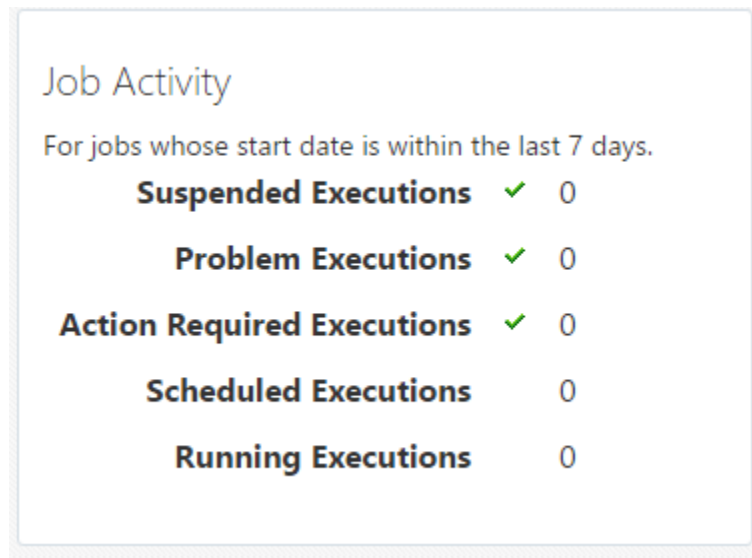 Job Activity
For jobs whose start date is within the last 7 days.
Suspended Executions ✓ 0
Problem Executions ✓ 0
Action Required Executions ✓ 0
Scheduled Executions 0
Running Executions 0